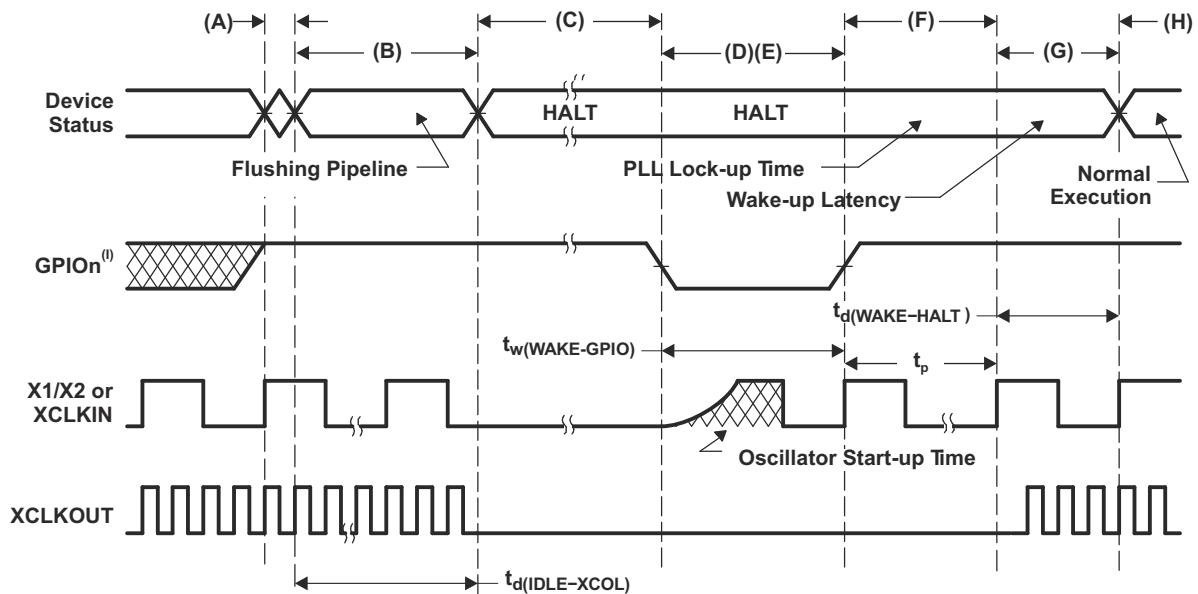 (A)
(B)
(C)
(D)(E)
(F)
(G)
(H)
Device
Status
HALT
HALT
Flushing Pipeline
PLL Lock-up Time
Wake-up Latency
Normal
Execution
GPIOn(I)
td(WAKE−HALT)
tw(WAKE-GPIO)
tp
X1/X2 or
XCLKIN
Oscillator Start-up Time
XCLKOUT
td(IDLE−XCOL)